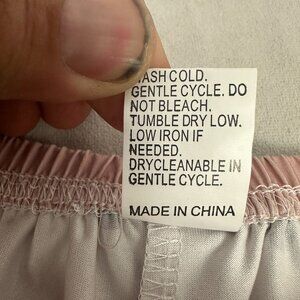 WASH COLD.
GENTLE CYCLE. DO
NOT BLEACH.
TUMBLE DRY LOW.
LOW IRON IF
NEEDED.
DRYCLEANABLE IN
GENTLE CYCLE.
MADE IN CHINA